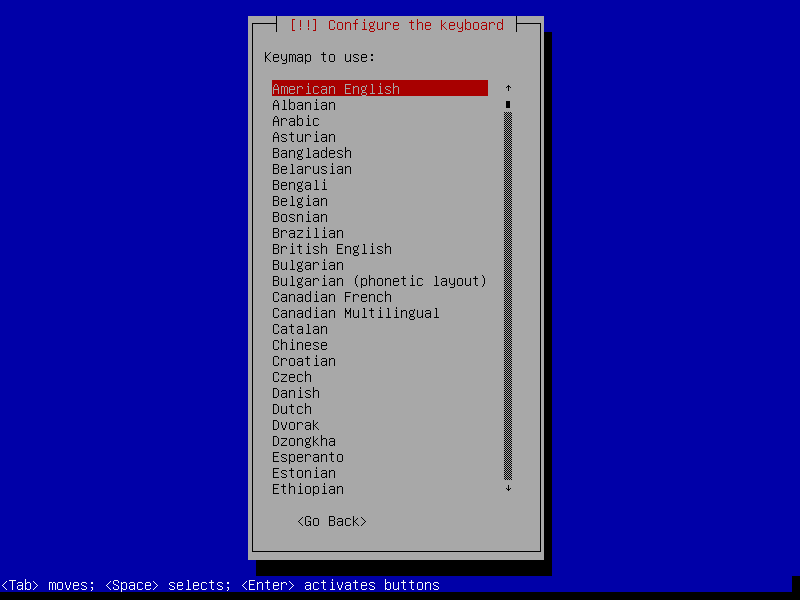 [!!] Configure the keyboard
Keymap to use:
American English
Albanian
Arabic
Asturian
Bangladesh
Belarusian
Bengali
Belgian
Bosnian
Brazilian
British English
Bulgarian
Bulgarian (phonetic layout)
Canadian French
Canadian Multilingual
Catalan
Chinese
Croatian
Czech
Danish
Dutch
Dvorak
Dzongkha
Esperanto
Estonian
Ethiopian
<Go Back>
<Tab> moves; <Space> selects; <Enter> activates buttons